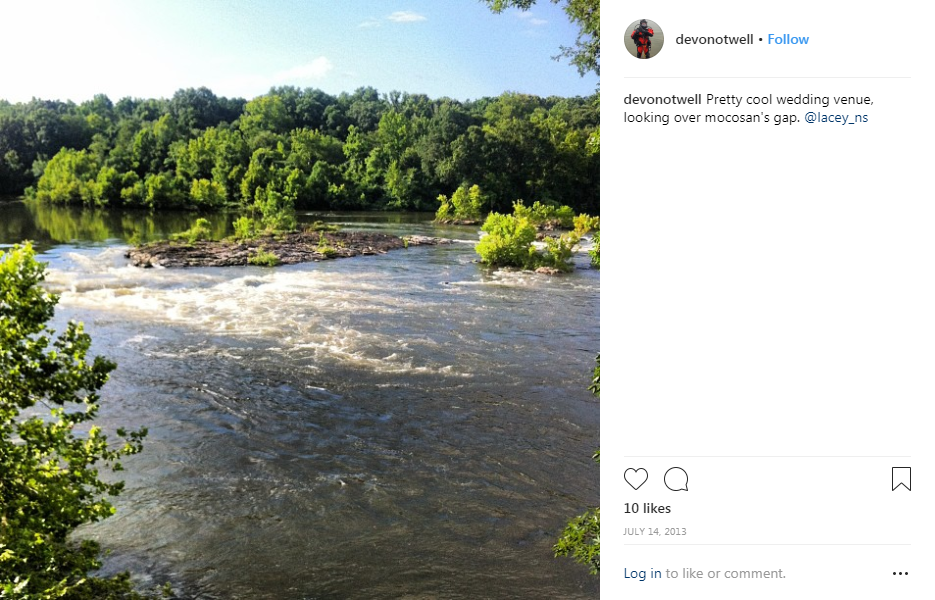 devonotwell • Follow
devonotwell Pretty cool wedding venue,
looking over mocosan's gap. @lacey_ns
10 likes
JULY 14, 2013
Log in to like or comment.